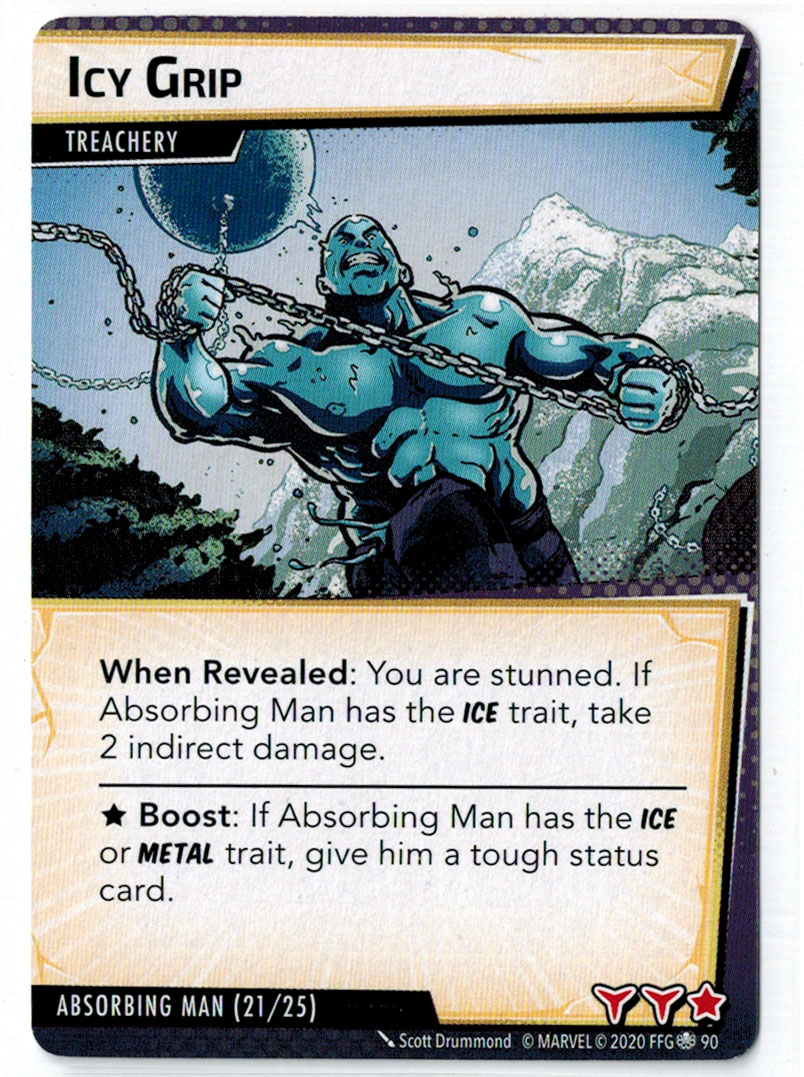 ICY GRIP
TREACHERY
When Revealed: You are stunned. If
Absorbing Man has the ICE trait, take
2 indirect damage.
★ Boost: If Absorbing Man has the ICE
or METAL trait, give him a tough status
card.
ABSORBING MAN (21/25)
Scott Drummond © MARVEL © 2020 FFG 90